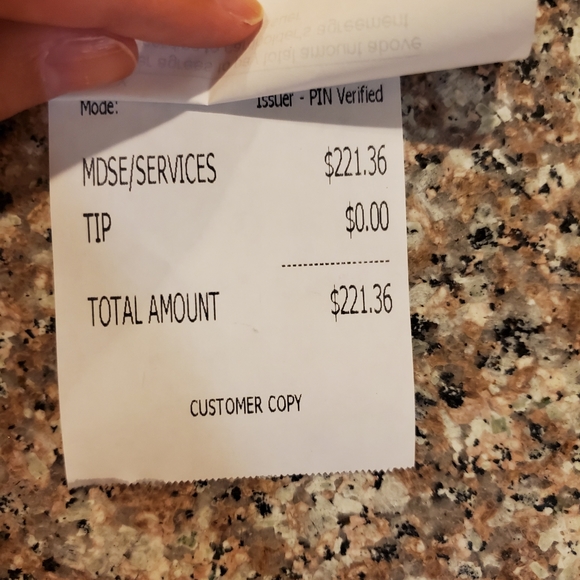 Mode: Issuer - PIN Verified
MDSE/SERVICES $221.36
TIP $0.00
TOTAL AMOUNT $221.36
CUSTOMER COPY